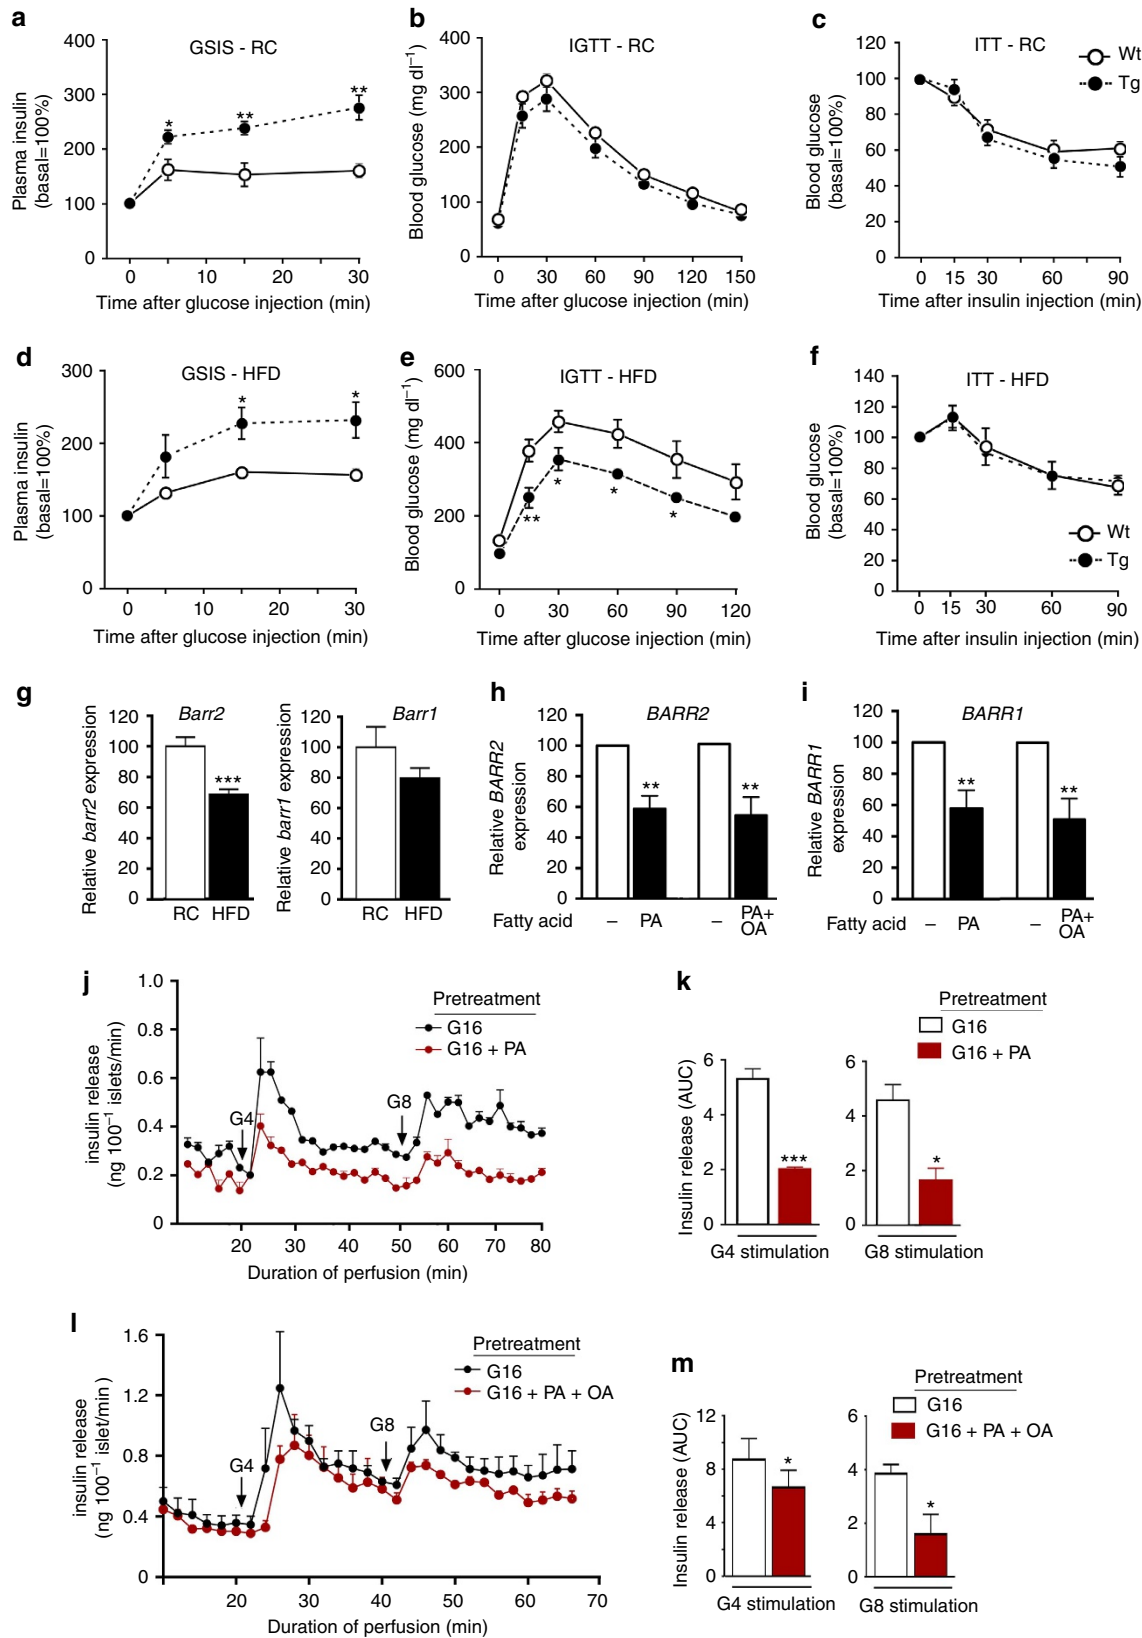 a
GSIS - RC
Plasma insulin
(basal=100%)
400
300
200
100
0
*
**
**
0
10
20
30
Time after glucose injection (min)
b
IGTT - RC
Blood glucose (mg dl⁻¹)
400
300
200
100
0
0
30
60
90
120
150
Time after glucose injection (min)
c
ITT - RC
Wt
Tg
Blood glucose
(basal=100%)
120
100
80
60
40
20
0
0
15
30
60
90
Time after insulin injection (min)
d
GSIS - HFD
Plasma insulin
(basal=100%)
300
200
100
0
*
*
0
10
20
30
Time after glucose injection (min)
e
IGTT - HFD
Blood glucose (mg dl⁻¹)
600
400
200
0
**
*
*
*
0
30
60
90
120
Time after glucose injection (min)
f
ITT - HFD
Blood glucose
(basal=100%)
140
120
100
80
60
40
20
0
Wt
Tg
0
15
30
60
90
Time after insulin injection (min)
g
Barr2
Relative barr2 expression
120
100
80
60
40
20
0
***
RC HFD
Barr1
Relative barr1 expression
120
100
80
60
40
20
0
RC HFD
h
BARR2
Relative BARR2
expression
120
100
80
60
40
20
0
**
**
Fatty acid – PA – PA+
OA
i
BARR1
Relative BARR1
expression
120
100
80
60
40
20
0
**
**
Fatty acid – PA – PA+
OA
j
insulin release
(ng 100⁻¹ islets/min)
1.0
0.8
0.6
0.4
0.2
0
Pretreatment
G16
G16 + PA
G4
G8
20
30
40
50
60
70
80
Duration of perfusion (min)
k
Pretreatment
G16
G16 + PA
Insulin release (AUC)
6
4
2
0
***
G4 stimulation
6
4
2
0
*
G8 stimulation
l
insulin release
(ng 100⁻¹ islet/min )
1.6
1.2
0.8
0.4
0
Pretreatment
G16
G16 + PA + OA
G4
G8
20
30
40
50
60
70
Duration of perfusion (min)
m
Pretreatment
G16
G16 + PA + OA
Insulin release (AUC)
12
8
4
0
*
G4 stimulation
6
4
2
0
*
G8 stimulation